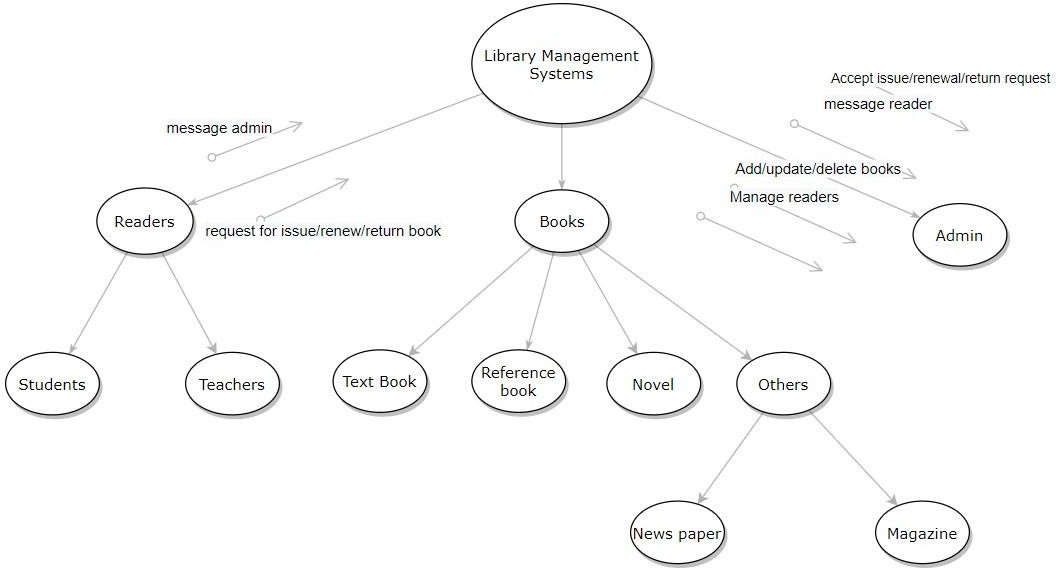 Library Management
Systems
Accept issue/renewal/return request
message reader
message admin
Add/update/delete books
Manage readers
Readers
request for issue/renew/return book
Books
Admin
Students
Teachers
Text Book
Reference
book
Novel
Others
News paper
Magazine